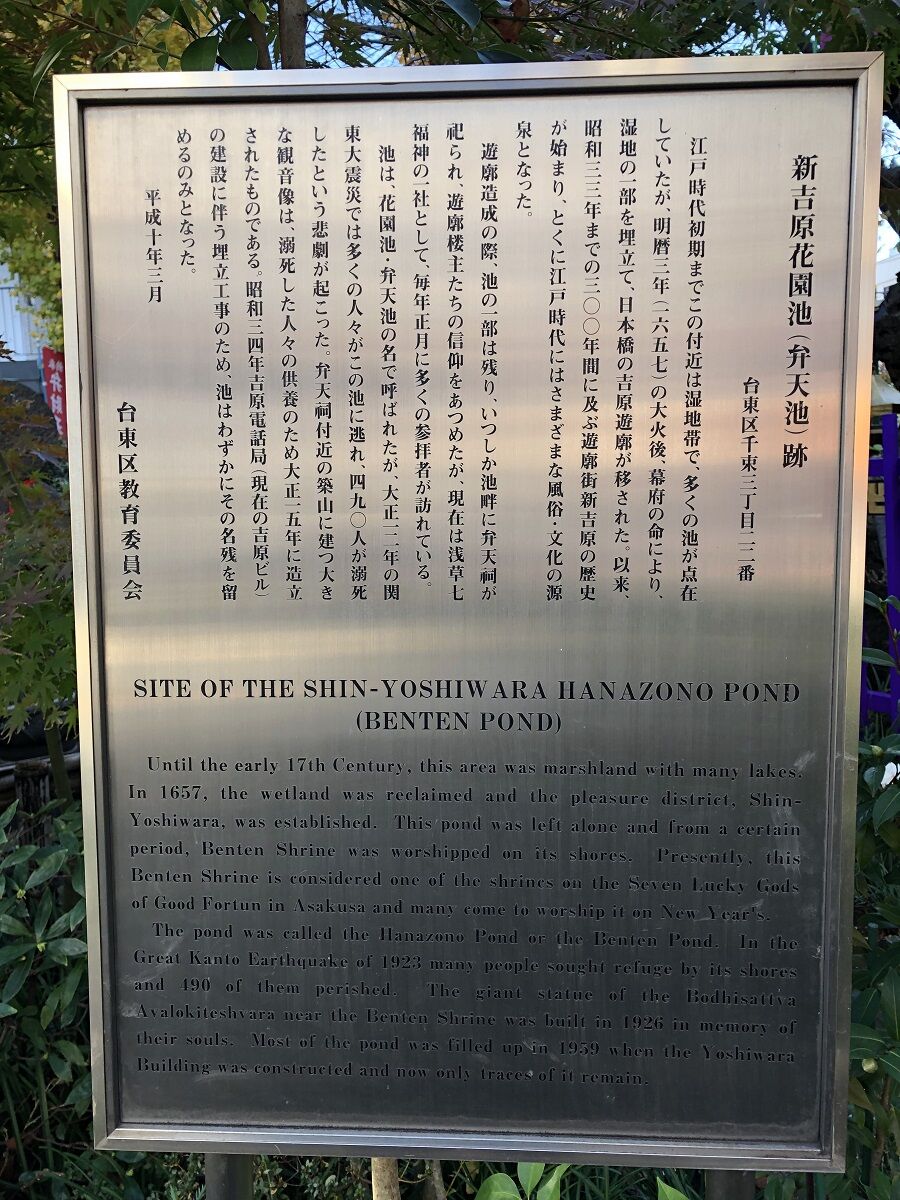 新吉原花園池（弁天池）跡
台東区千束三丁目二二番
江戸時代初期までこの付近は湿地帯で、多くの池が点在
していたが、明暦三年（一六五七）の大火後、幕府の命により、
湿地の一部を埋立て、日本橋の吉原遊廓が移された。以来、
昭和三三年までの三〇〇年間に及ぶ遊廓街新吉原の歴史
が始まり、とくに江戸時代にはさまざまな風俗・文化の源
泉となった。
遊廓造成の際、池の一部は残り、いつしか池畔に弁天祠が
祀られ、遊廓楼主たちの信仰をあつめたが、現在は浅草七
福神の一社として、毎年正月に多くの参拝者が訪れている。
池は、花園池・弁天池の名で呼ばれたが、大正一二年の関
東大震災では多くの人々がこの池に逃れ、四九〇人が溺死
したという悲劇が起こった。弁天祠付近の築山に建つ大き
な観音像は、溺死した人々の供養のため大正一五年に造立
されたものである。昭和三四年吉原電話局（現在の吉原ビル）
の建設に伴う埋立工事のため、池はわずかにその名残を留
めるのみとなった。
平成十年三月
台東区教育委員会
SITE OF THE SHIN-YOSHIWARA HANAZONO POND
(BENTEN POND)
Until the early 17th Century, this area was marshland with many lakes.
In 1657, the wetland was reclaimed and the pleasure district, Shin-
Yoshiwara, was established. This pond was left alone and from a certain
period, Benten Shrine was worshipped on its shores. Presently, this
Benten Shrine is considered one of the shrines on the Seven Lucky Gods
of Good Fortun in Asakusa and many come to worship it on New Year's.
The pond was called the Hanazono Pond or the Benten Pond. In the
Great Kanto Earthquake of 1923 many people sought refuge by its shores
and 490 of them perished. The giant statue of the Bodhisattva
Avalokiteshvara near the Benten Shrine was built in 1926 in memory of
their souls. Most of the pond was filled up in 1959 when the Yoshiwara
Building was constructed and now only traces of it remain.